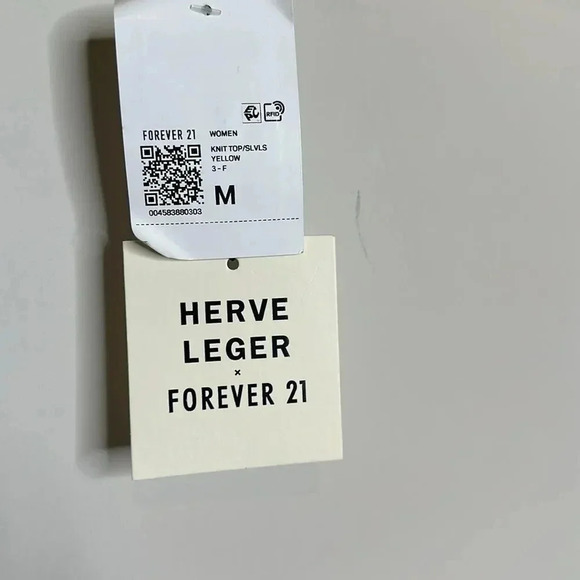 RFID
FOREVER 21 WOMEN
KNIT TOP/SLVLS
YELLOW
3 - F
M
004583880303
HERVE
LEGER
×
FOREVER 21